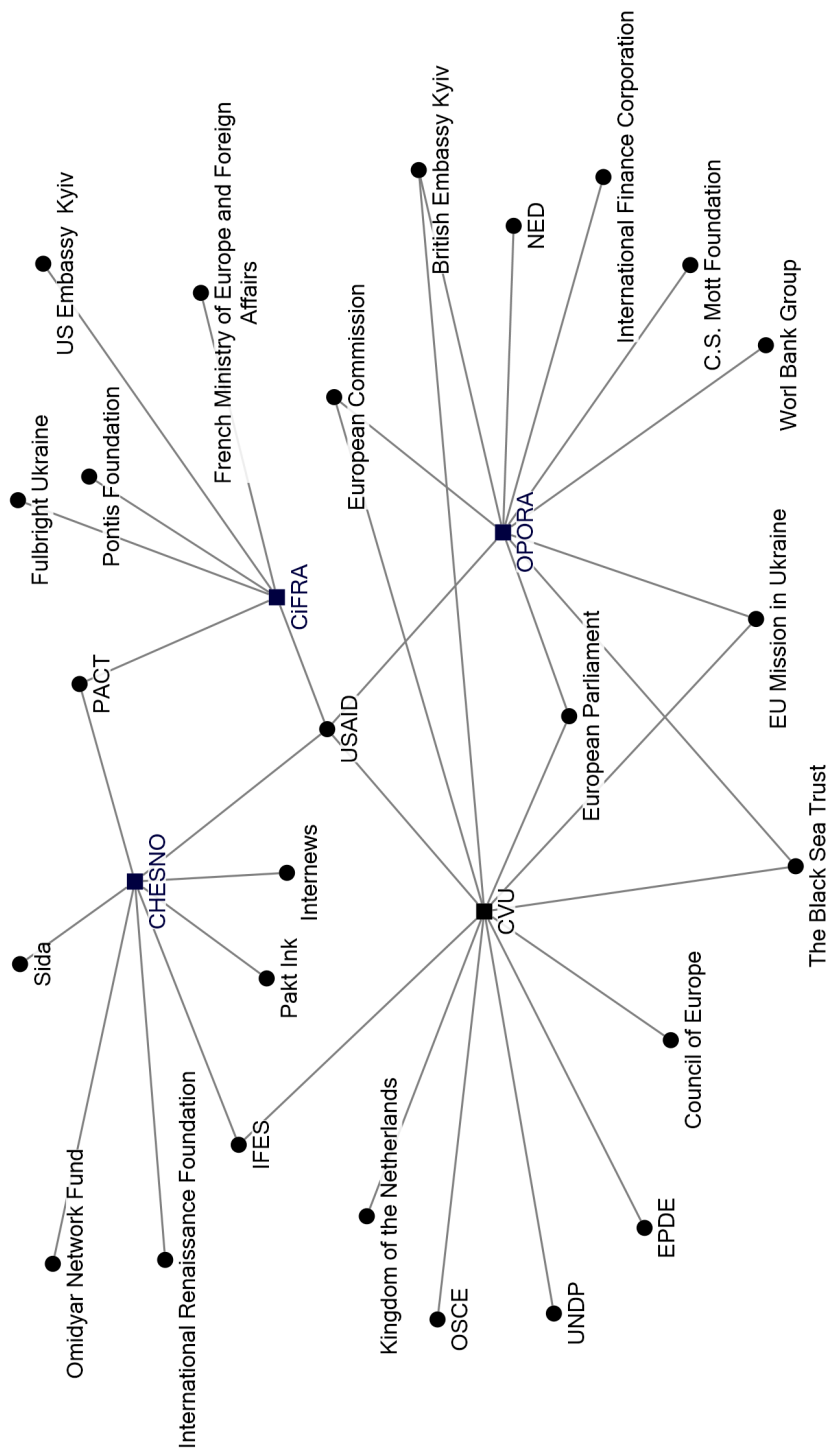 Fulbright Ukraine
Sida
US Embassy Kyiv
Omidyar Network Fund
PACT
Pontis Foundation
CHESNO
International Renaissance Foundation
French Ministry of Europe and Foreign
Affairs
IFES
Pakt Ink
CiFRA
Internews
USAID
European Commission
Kingdom of the Netherlands
British Embassy Kyiv
OSCE
CVU
OPORA
NED
UNDP
European Parliament
International Finance Corporation
EPDE
Council of Europe
C.S. Mott Foundation
EU Mission in Ukraine
Worl Bank Group
The Black Sea Trust